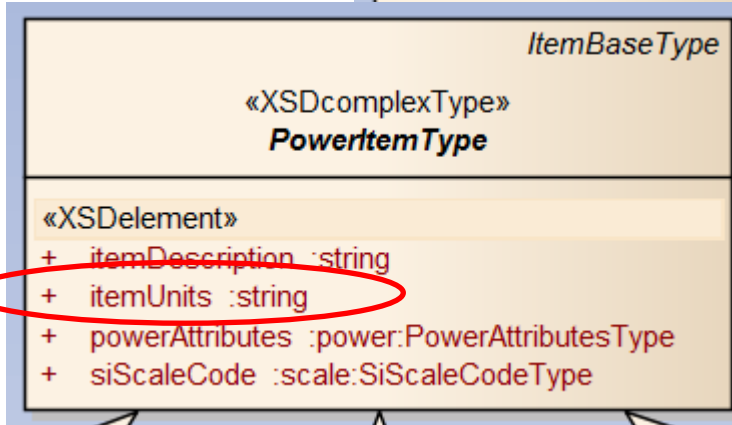 ItemBaseType
«XSDcomplexType»
PowerItemType
«XSDelement»
+ itemDescription :string
+ itemUnits :string
+ powerAttributes :power:PowerAttributesType
+ siScaleCode :scale:SiScaleCodeType